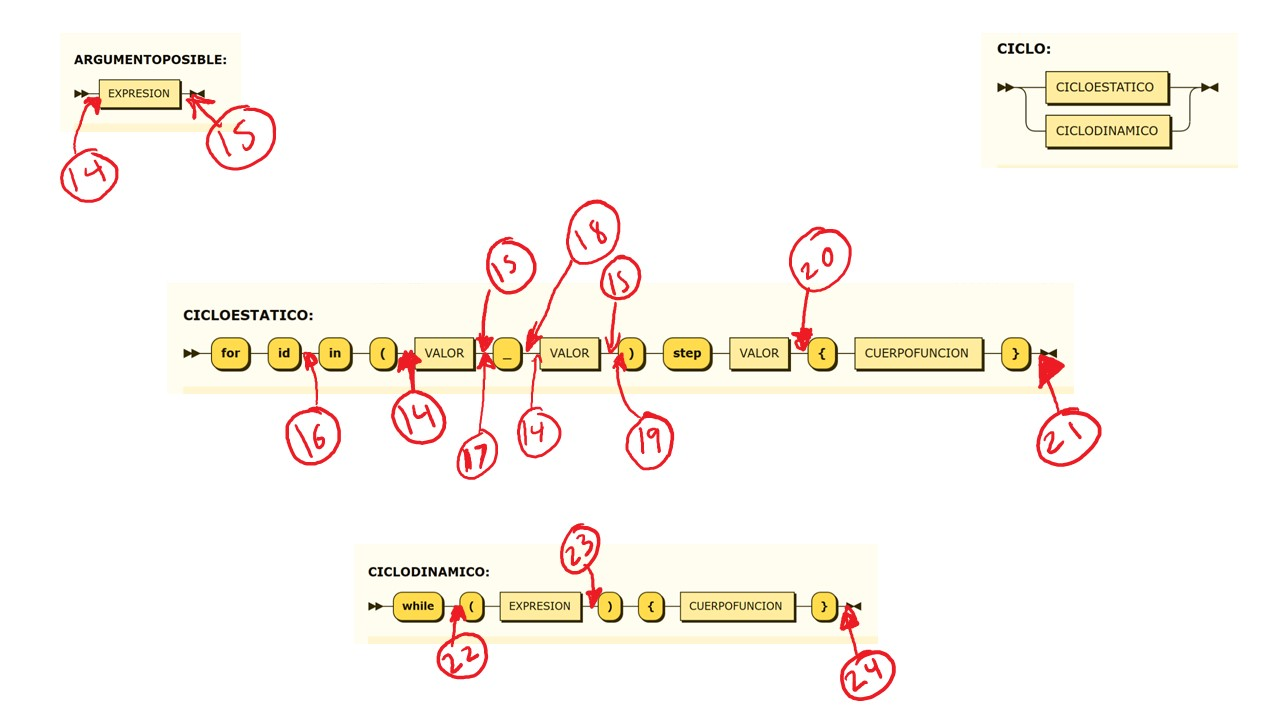 ARGUMENTOPOSIBLE:
EXPRESION
14
15
CICLO:
CICLOESTATICO
CICLODINAMICO
15
18
15
20
CICLOESTATICO:
for id in ( VALOR _ VALOR ) step VALOR { CUERPOFUNCION }
16
14
17
14
19
21
23
CICLODINAMICO:
while ( EXPRESION ) { CUERPOFUNCION }
22
24